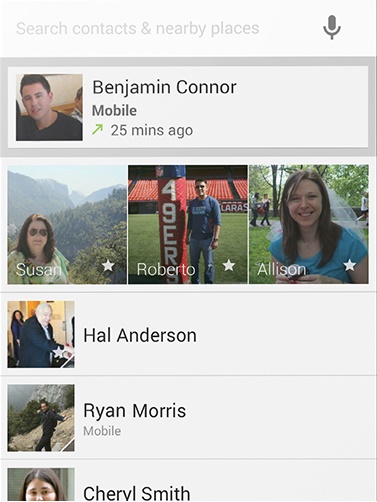 Search contacts & nearby places
Benjamin Connor
Mobile
25 mins ago
49ERS
CLARAS
Susan
Roberto
Allison
Hal Anderson
Ryan Morris
Mobile
Cheryl Smith